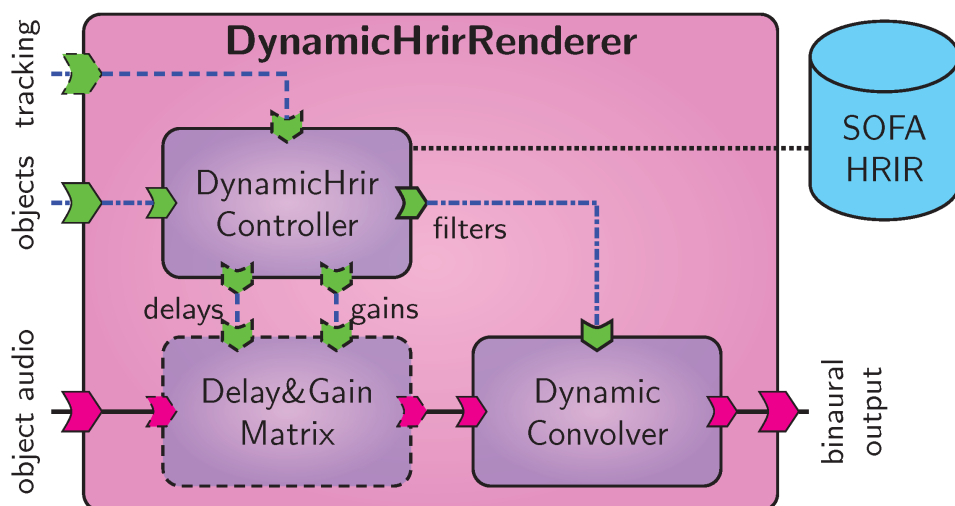 DynamicHrirRenderer
tracking
objects
object audio
DynamicHrir
Controller
SOFA
HRIR
filters
delays
gains
Delay&Gain
Matrix
Dynamic
Convolver
binaural
output